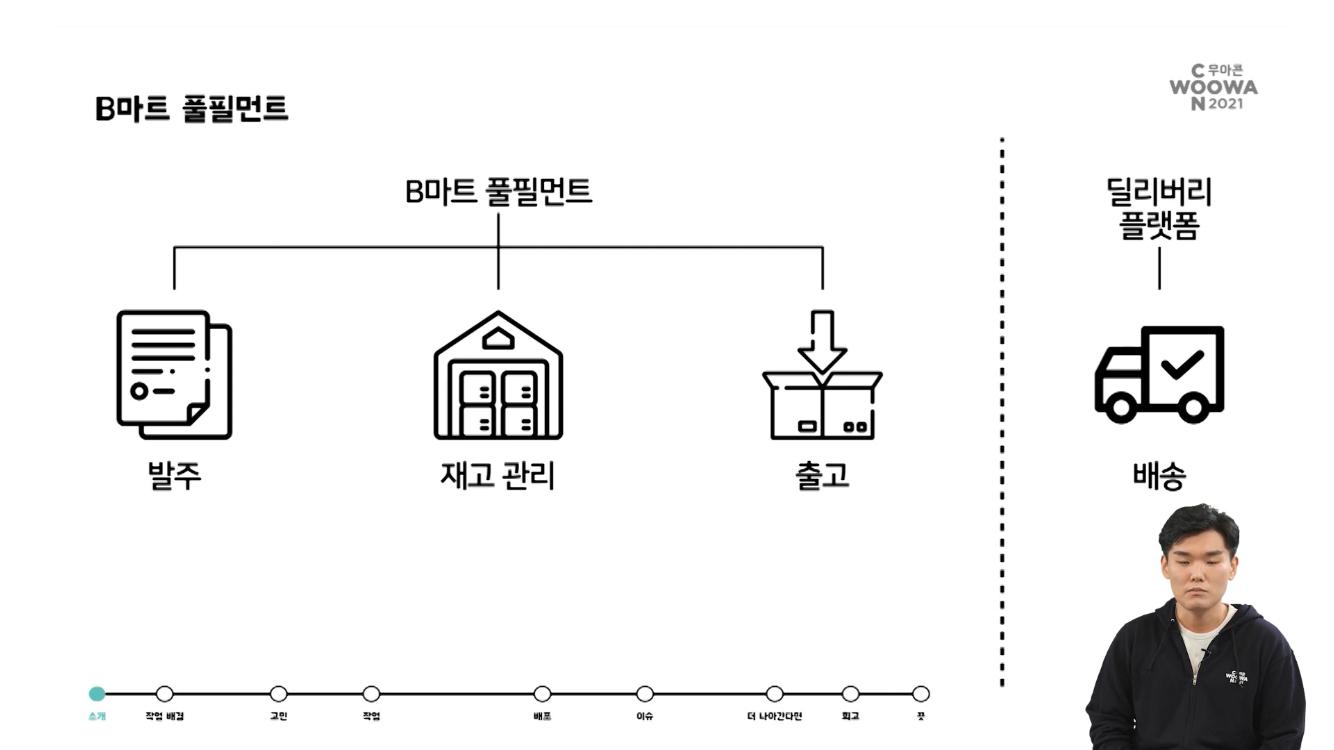 B마트 풀필먼트
C 우아콘
WOOWA
N 2021
B마트 풀필먼트
딜리버리
플랫폼
발주
재고 관리
출고
배송
소개
작업 배경
고민
작업
배포
이슈
더 나아간다면
회고
끗
C
WOOWA
N